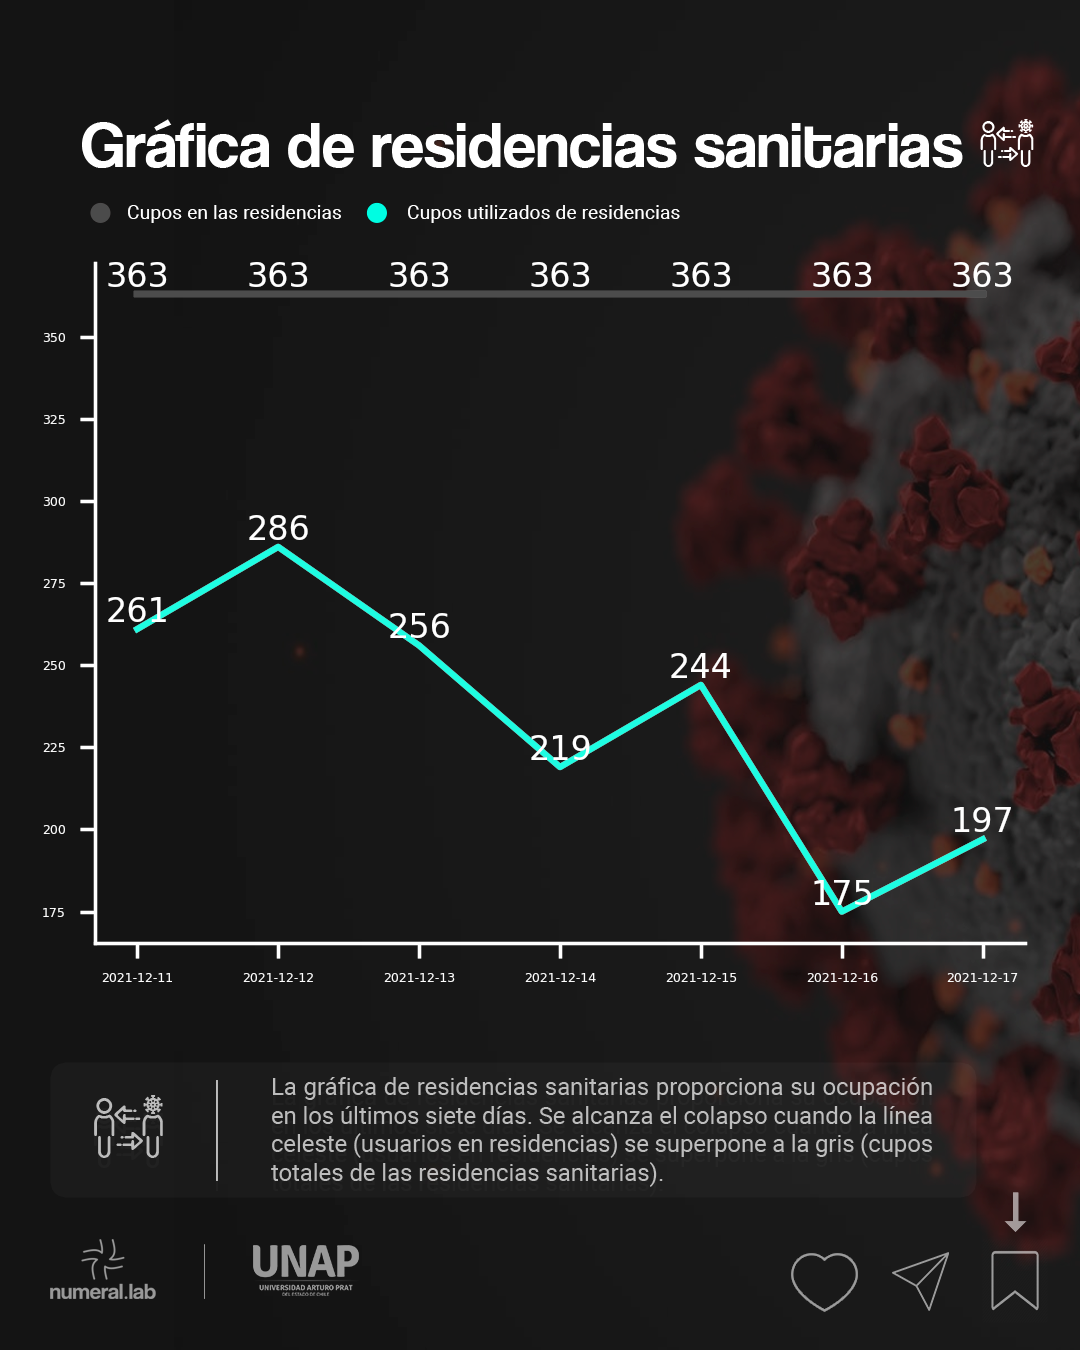 Gráfica de residencias sanitarias
Cupos en las residencias Cupos utilizados de residencias
363 363 363 363 363 363 363
350
325
300
275
250
225
200
175
261 286 256 219 244 175 197
2021-12-11 2021-12-12 2021-12-13 2021-12-14 2021-12-15 2021-12-16 2021-12-17
La gráfica de residencias sanitarias proporciona su ocupación
en los últimos siete días. Se alcanza el colapso cuando la línea
celeste (usuarios en residencias) se superpone a la gris (cupos
totales de las residencias sanitarias).
numeral.lab
UNAP
UNIVERSIDAD ARTURO PRAT
DEL ESTADO DE CHILE